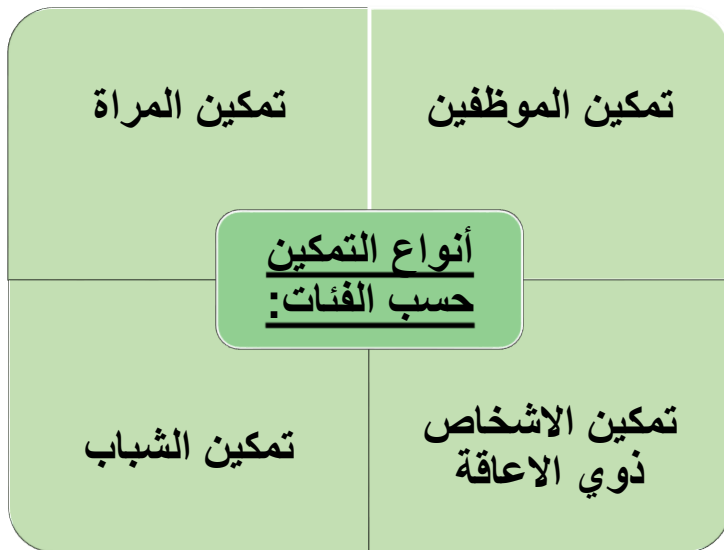 تمكين الموظفين
تمكين المراة
أنواع التمكين
حسب الفئات:
تمكين الاشخاص
ذوي الاعاقة
تمكين الشباب